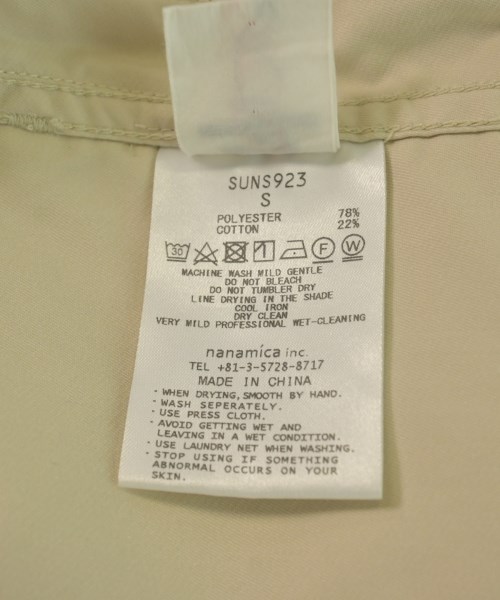 SUNS923
S
POLYESTER 78%
COTTON 22%
30 F W
MACHINE WASH MILD GENTLE
DO NOT BLEACH
DO NOT TUMBLER DRY
LINE DRYING IN THE SHADE
COOL IRON
DRY CLEAN
VERY MILD PROFESSIONAL WET-CLEANING
nanamica inc.
TEL +81-3-5728-8717
MADE IN CHINA
- WHEN DRYING,SMOOTH BY HAND.
- WASH SEPERATELY.
- USE PRESS CLOTH.
- AVOID GETTING WET AND
LEAVING IN A WET CONDITION.
- USE LAUNDRY NET WHEN WASHING.
- STOP USING IF SOMETHING
ABNORMAL OCCURS ON YOUR
SKIN.